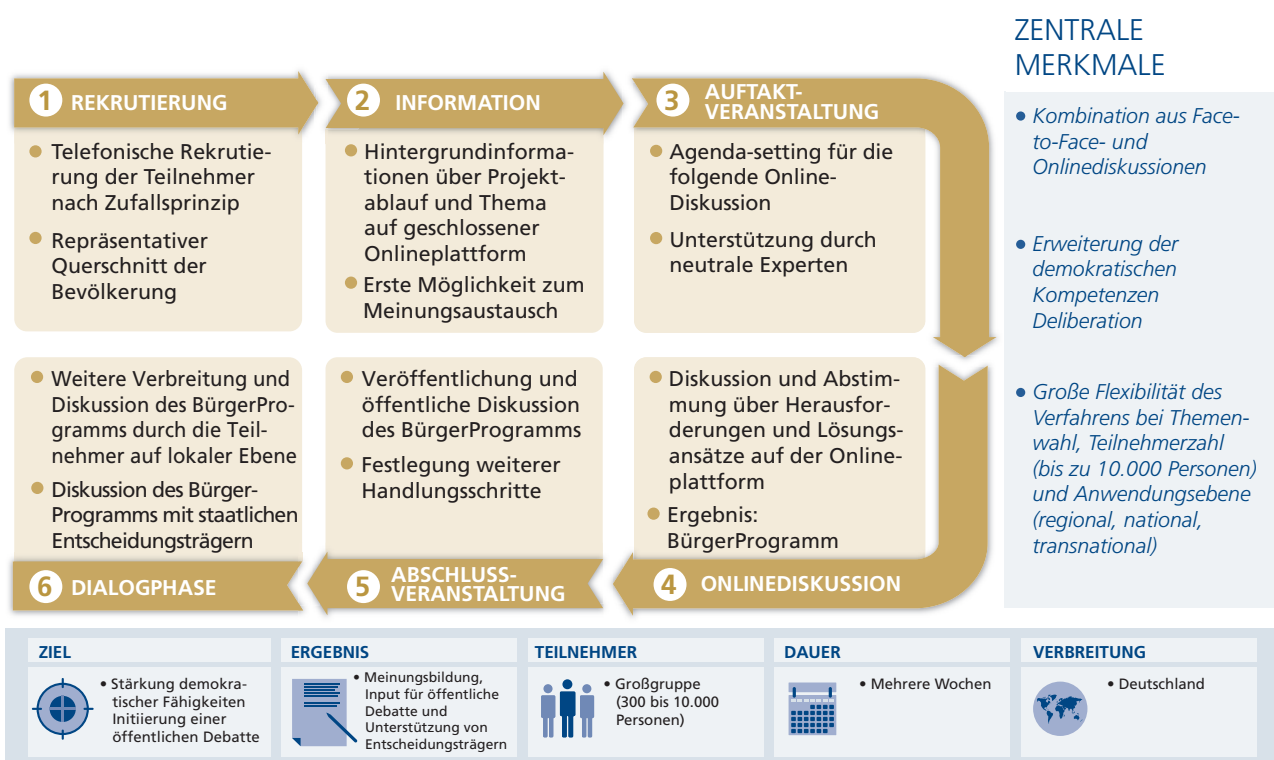 ZENTRALE
MERKMALE
1 REKRUTIERUNG
• Telefonische Rekrutie-
rung der Teilnehmer
nach Zufallsprinzip
• Repräsentativer
Querschnitt der
Bevölkerung
2 INFORMATION
• Hintergrundinforma-
tionen über Projekt-
ablauf und Thema
auf geschlossener
Onlineplattform
• Erste Möglichkeit zum
Meinungsaustausch
3 AUFTAKT-
VERANSTALTUNG
• Agenda-setting für die
folgende Online-
Diskussion
• Unterstützung durch
neutrale Experten
• Diskussion und Abstim-
mung über Herausfor-
derungen und Lösungs-
ansätze auf der Online-
plattform
• Ergebnis:
BürgerProgramm
4 ONLINEDISKUSSION
• Veröffentlichung und
öffentliche Diskussion
des BürgerProgramms
• Festlegung weiterer
Handlungsschritte
5 ABSCHLUSS-
VERANSTALTUNG
• Weitere Verbreitung und
Diskussion des BürgerPro-
gramms durch die Teil-
nehmer auf lokaler Ebene
• Diskussion des Bürger-
Programms mit staatlichen
Entscheidungsträgern
6 DIALOGPHASE
• Kombination aus Face-
to-Face- und
Onlinediskussionen
• Erweiterung der
demokratischen
Kompetenzen
Deliberation
• Große Flexibilität des
Verfahrens bei Themen-
wahl, Teilnehmerzahl
(bis zu 10.000 Personen)
und Anwendungsebene
(regional, national,
transnational)
ZIEL
• Stärkung demokra-
tischer Fähigkeiten
Initiierung einer
öffentlichen Debatte
ERGEBNIS
• Meinungsbildung,
Input für öffentliche
Debatte und
Unterstützung von
Entscheidungsträgern
TEILNEHMER
• Großgruppe
(300 bis 10.000
Personen)
DAUER
• Mehrere Wochen
VERBREITUNG
• Deutschland